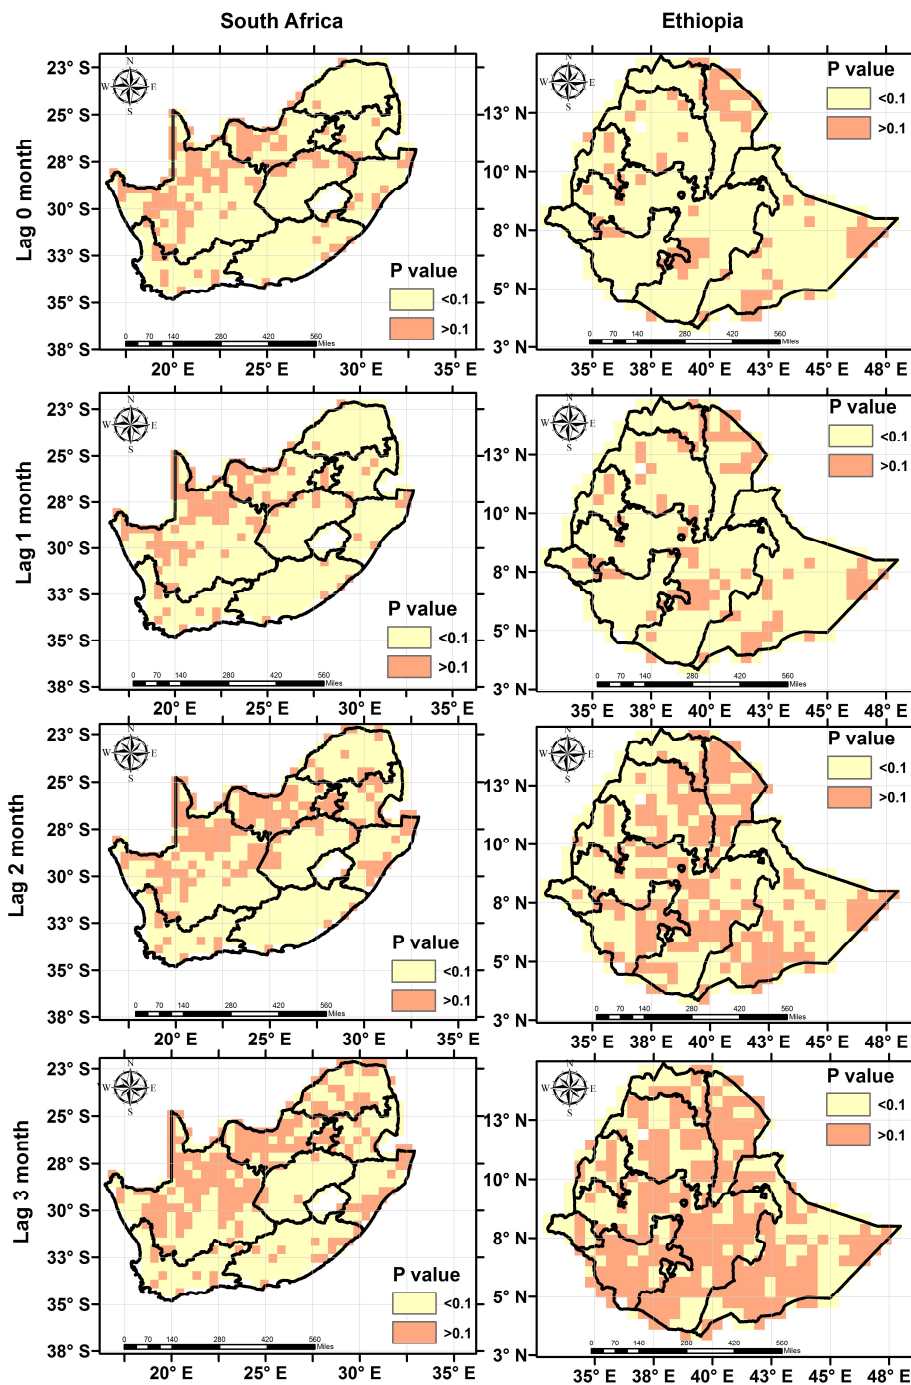 South Africa
Ethiopia
Lag 0 month
23° S
25° S
28° S
30° S
33° S
35° S
38° S
N
W
E
S
P value
<0.1
>0.1
0 70 140 280 420 560
Miles
20° E 25° E 30° E 35° E
13° N
10° N
8° N
5° N
3° N
N
W
E
S
P value
<0.1
>0.1
0 70 140 280 420 560
Miles
35° E 38° E 40° E 43° E 45° E 48° E
Lag 1 month
23° S
25° S
28° S
30° S
33° S
35° S
38° S
N
W
E
S
P value
<0.1
>0.1
0 70 140 280 420 560
Miles
20° E 25° E 30° E 35° E
13° N
10° N
8° N
5° N
3° N
N
W
E
S
P value
<0.1
>0.1
0 70 140 280 420 560
Miles
35° E 38° E 40° E 43° E 45° E 48° E
Lag 2 month
23° S
25° S
28° S
30° S
33° S
35° S
38° S
N
W
E
S
P value
<0.1
>0.1
0 70 140 280 420 560
Miles
20° E 25° E 30° E 35° E
13° N
10° N
8° N
5° N
3° N
N
W
E
S
P value
<0.1
>0.1
0 70 140 280 420 560
Miles
35° E 38° E 40° E 43° E 45° E 48° E
Lag 3 month
23° S
25° S
28° S
30° S
33° S
35° S
38° S
N
W
E
S
P value
<0.1
>0.1
0 70 140 280 420 560
Miles
20° E 25° E 30° E 35° E
13° N
10° N
8° N
5° N
3° N
N
W
E
S
P value
<0.1
>0.1
0 70 140 280 420 560
Miles
35° E 38° E 40° E 43° E 45° E 48° E